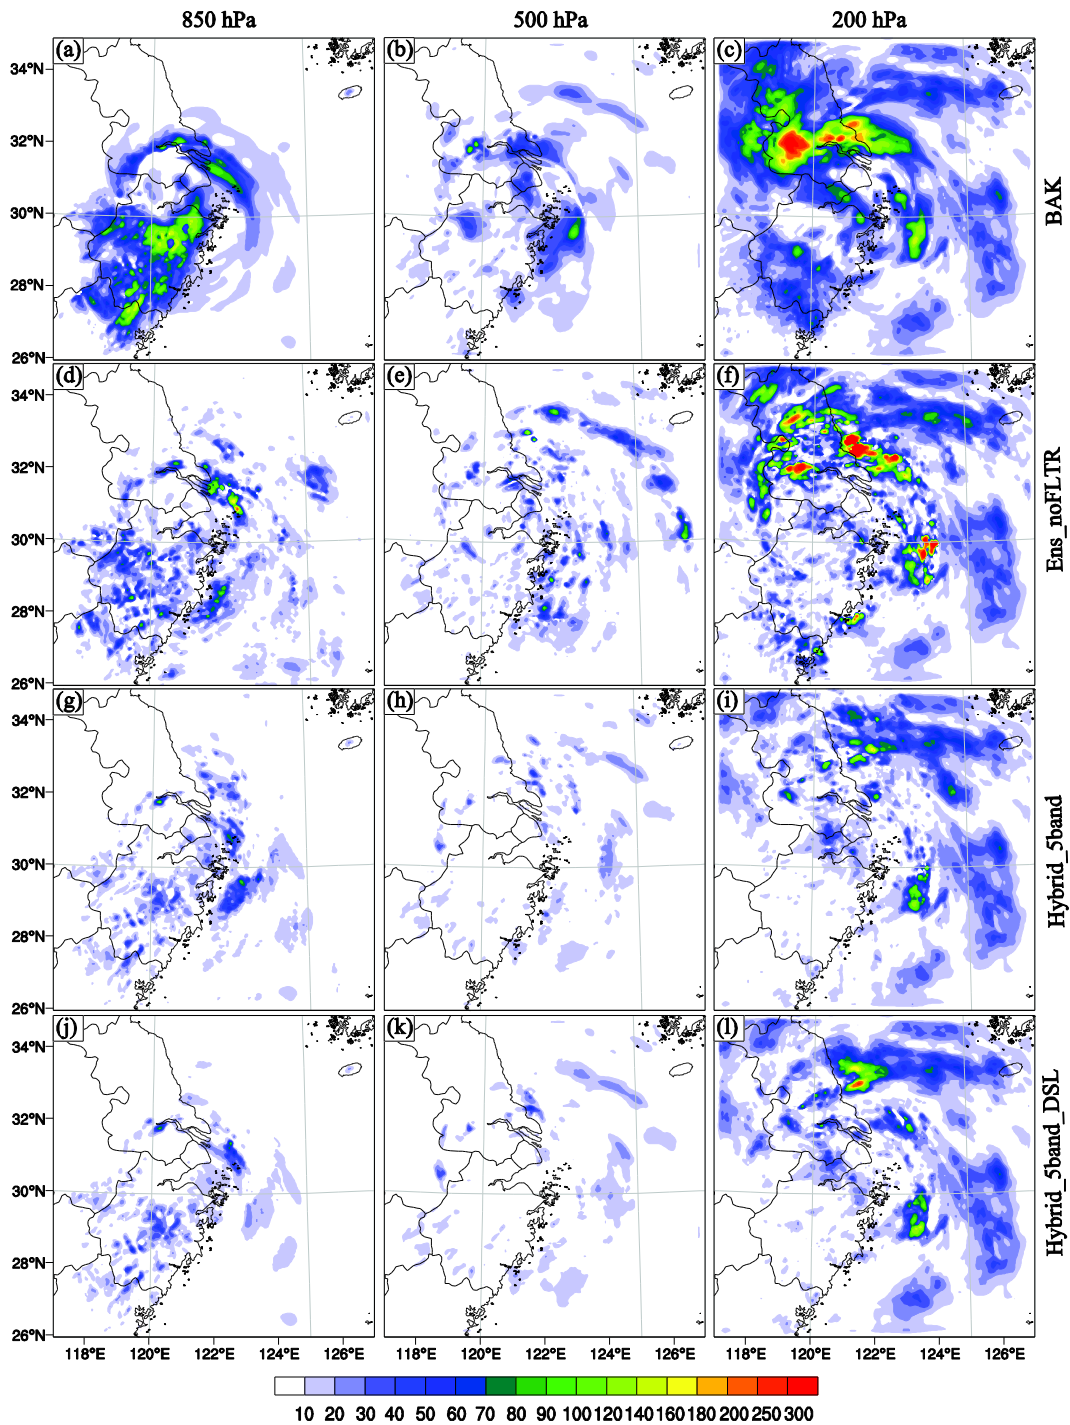 850 hPa 500 hPa 200 hPa
(a) (b) (c)
34°N
32°N
30°N
28°N
26°N
BAK
(d) (e) (f)
34°N
32°N
30°N
28°N
26°N
Ens_noFLTR
(g) (h) (i)
34°N
32°N
30°N
28°N
26°N
Hybrid_5band
(j) (k) (l)
34°N
32°N
30°N
28°N
26°N
Hybrid_5band_DSL
118°E 120°E 122°E 124°E 126°E 118°E 120°E 122°E 124°E 126°E 118°E 120°E 122°E 124°E 126°E
10 20 30 40 50 60 70 80 90 100 120 140 160 180 200 250 300